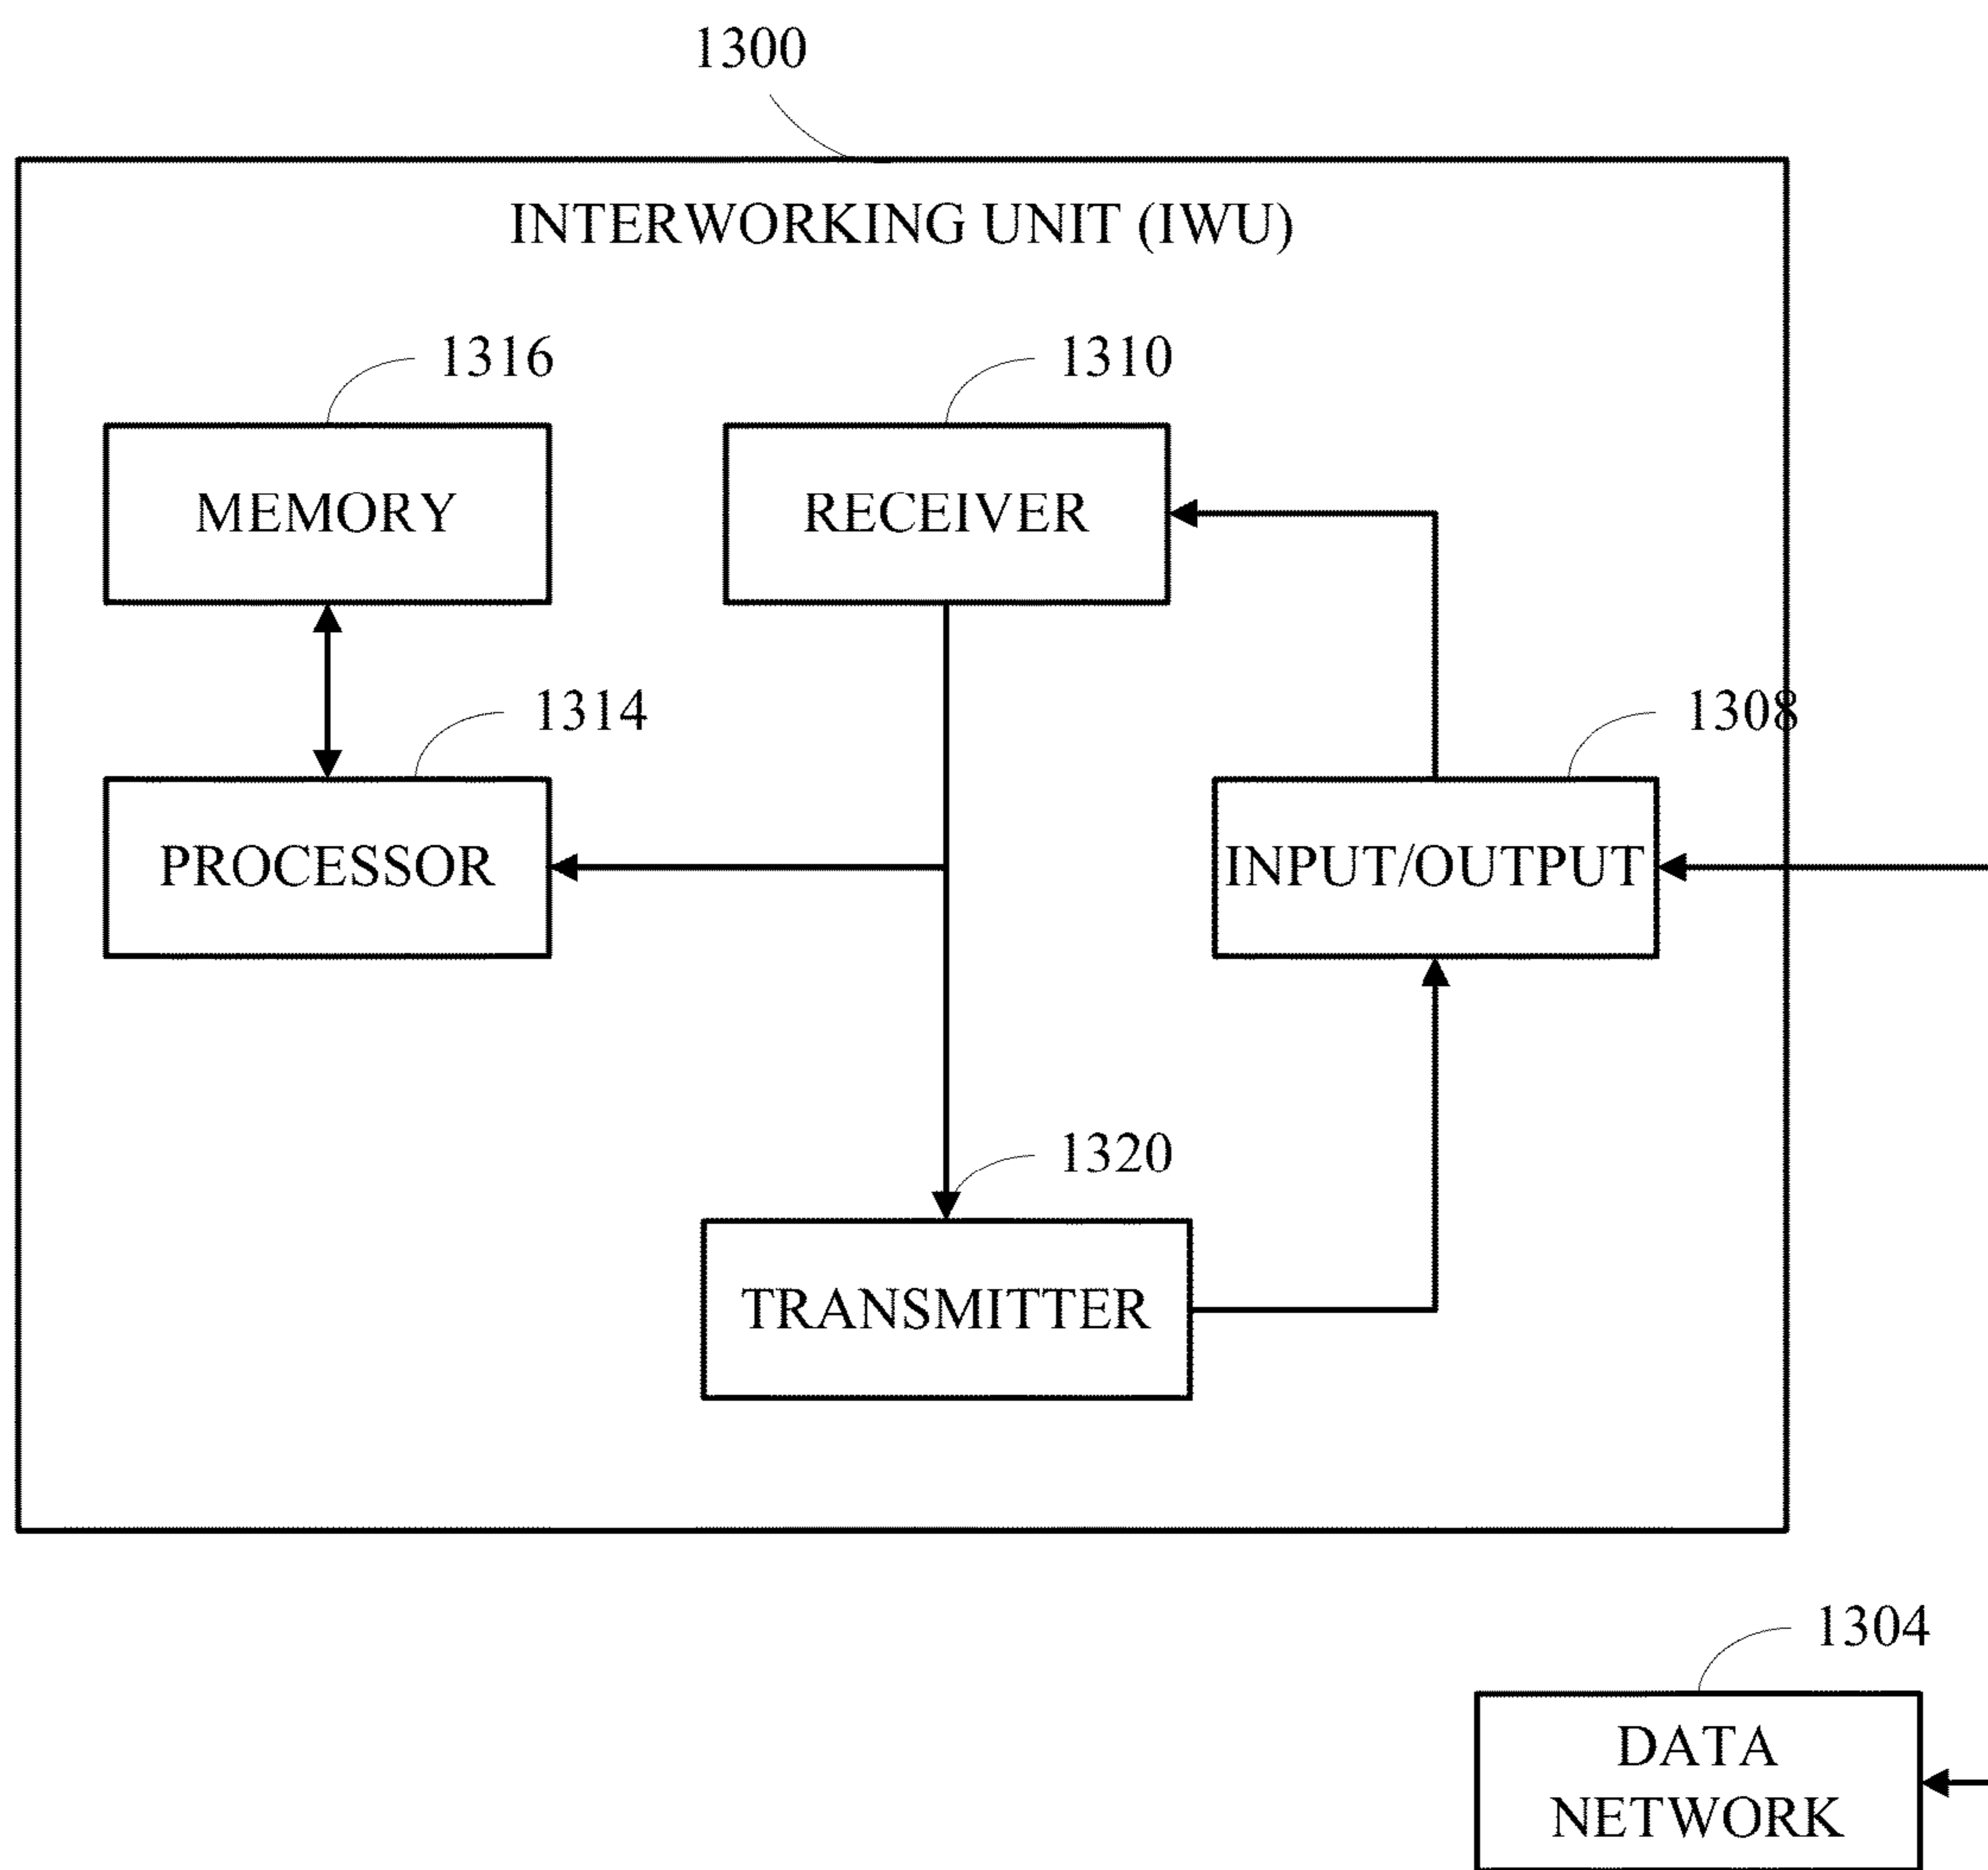 1300
INTERWORKING UNIT (IWU)
1316
1310
MEMORY
RECEIVER
1314
1308
PROCESSOR
INPUT/OUTPUT
1320
TRANSMITTER
1304
DATA
NETWORK